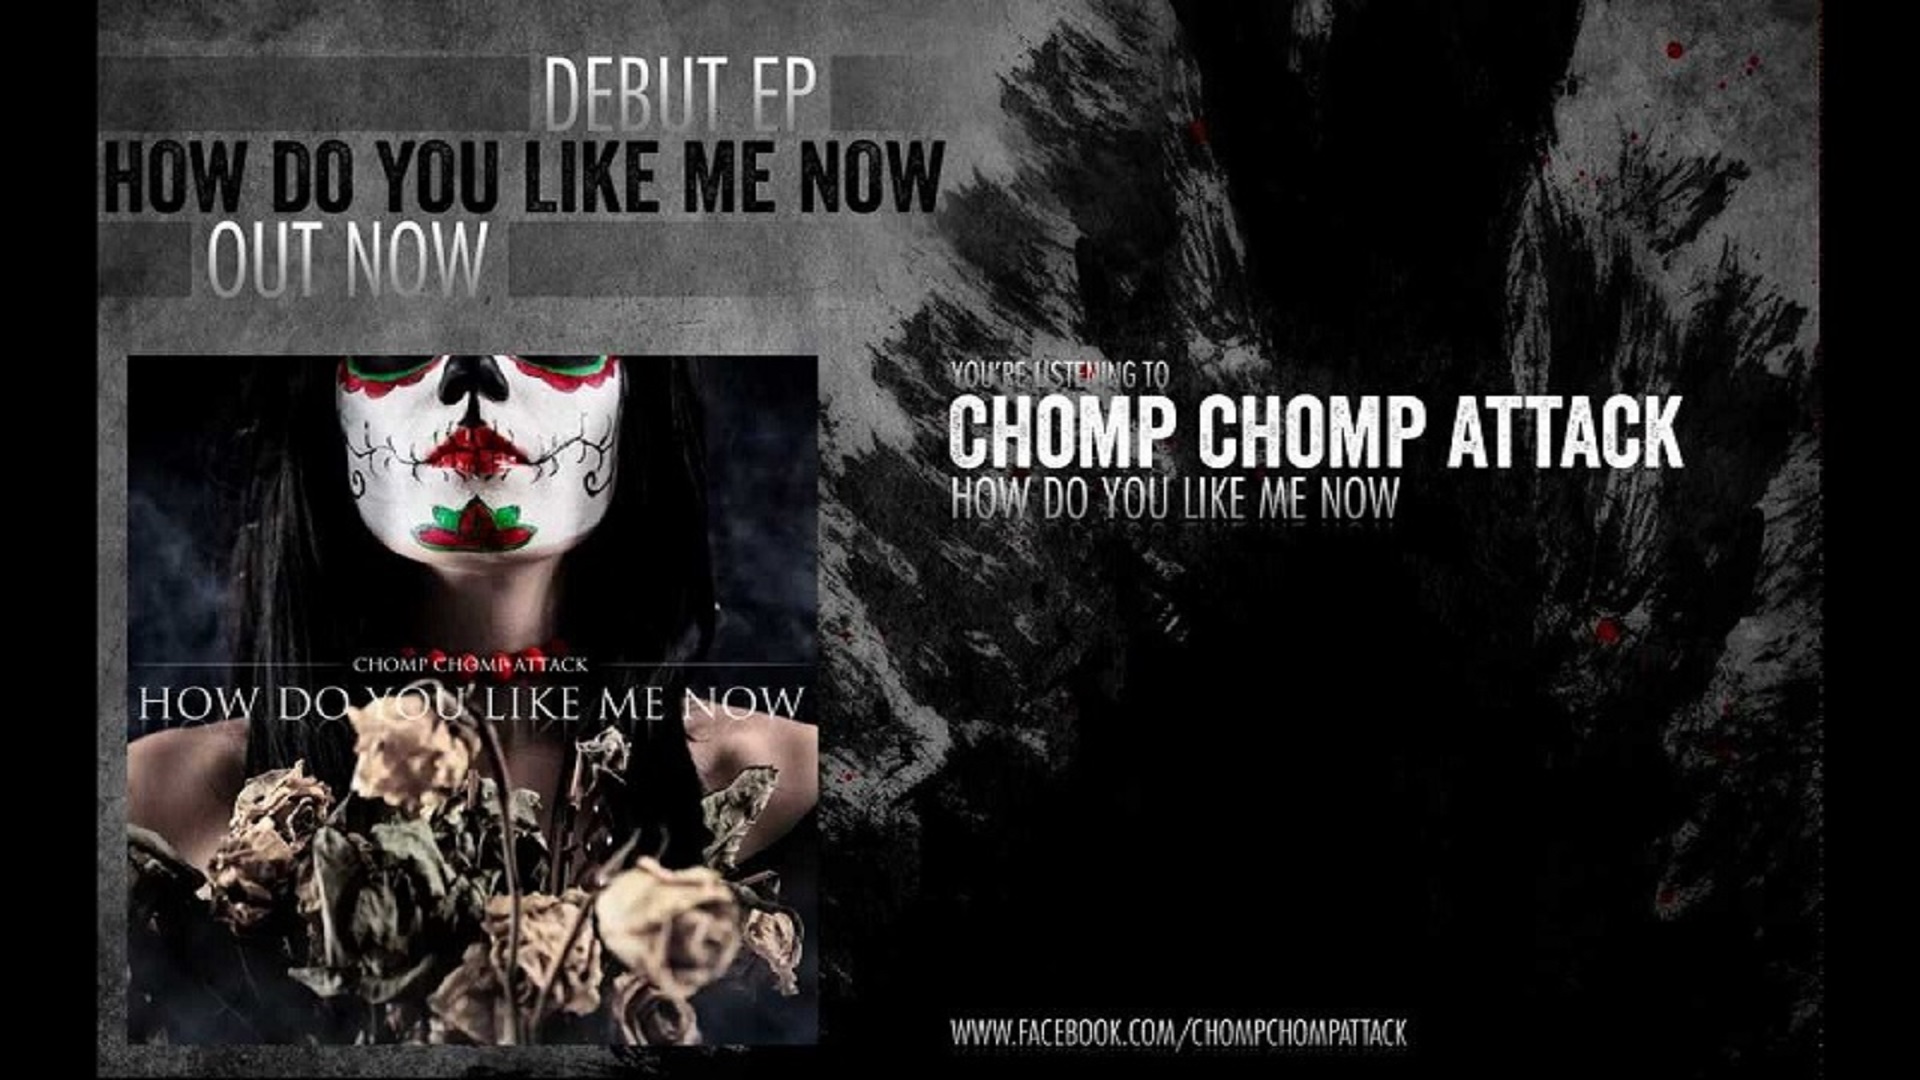 DEBUT EP
HOW DO YOU LIKE ME NOW
OUT NOW
CHOMP CHOMP ATTACK
HOW DO YOU LIKE ME NOW
YOU'RE LISTENING TO
CHOMP CHOMP ATTACK
HOW DO YOU LIKE ME NOW
WWW.FACEBOOK.COM/CHOMPCHOMPATTACK